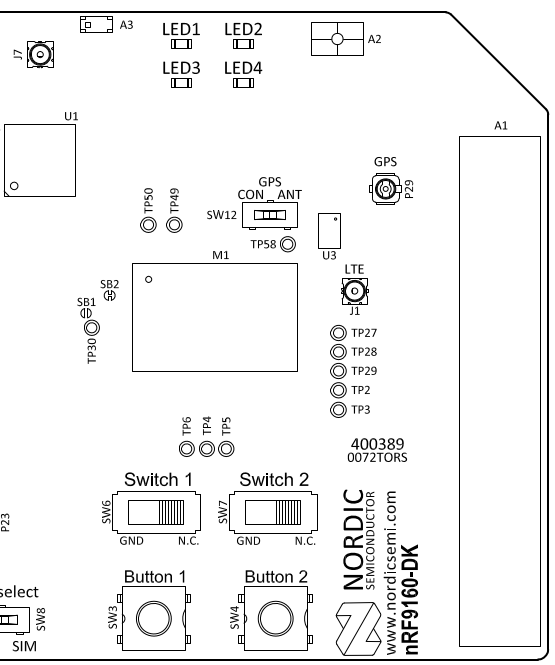 A3
LED1 LED2
A2
J7
LED3 LED4
U1
A1
GPS
P29
GPS
CON ANT
SW12
TP50
TP49
TP58
U3
M1
LTE
J1
SB2
SB1
TP30
TP27
TP28
TP29
TP2
TP3
TP6
TP4
TP5
400389
0072TORS
Switch 1
Switch 2
SW6
SW7
GND N.C.
GND N.C.
P23
NORDIC
SEMICONDUCTOR
www.nordicsemi.com
nRF9160-DK
select
SW8
SIM
Button 1
Button 2
SW3
SW4